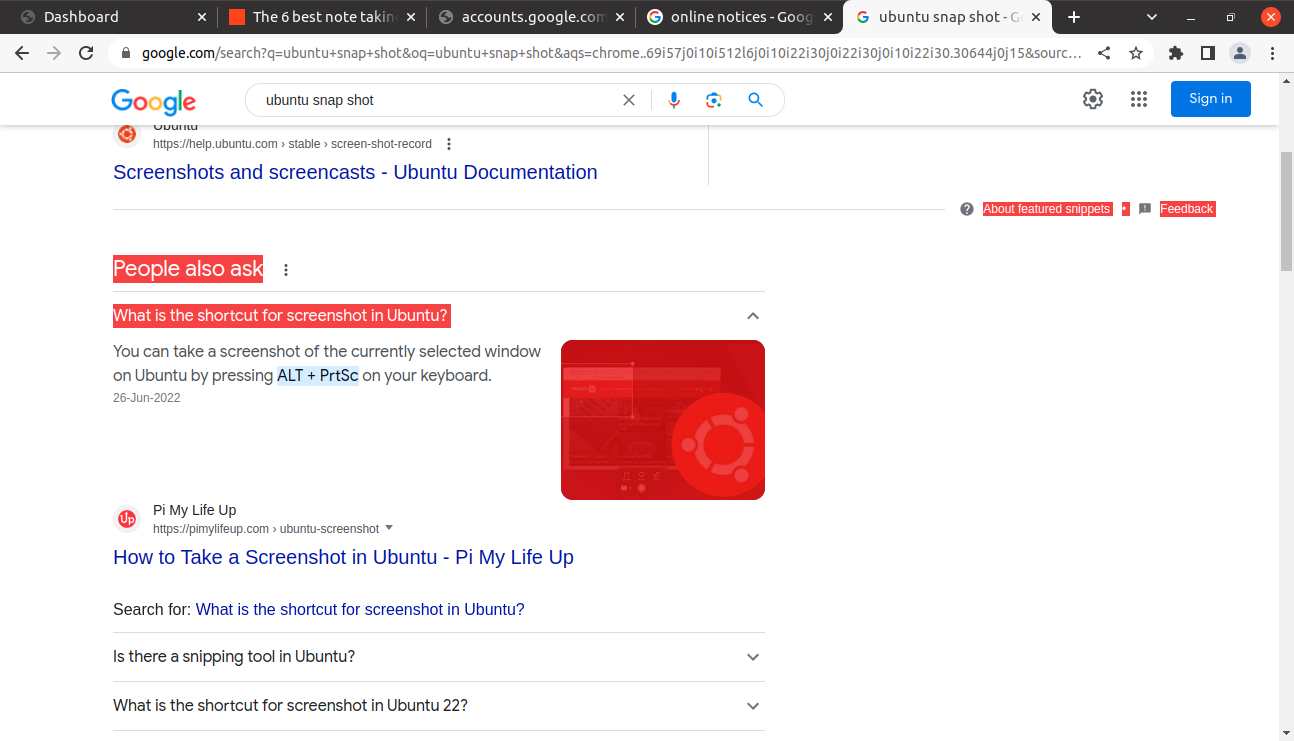 Dashboard
The 6 best note takin
accounts.google.com
online notices - Goog
ubuntu snap shot - G
google.com/search?q=ubuntu+snap+shot&oq=ubuntu+snap+shot&aqs=chrome..69i57j0i10i512l6j0i10i22i30j0i22i30j0i10i22i30.30644j0j15&sourc...
Google
ubuntu snap shot
Sign in
Ubuntu
https://help.ubuntu.com › stable › screen-shot-record
Screenshots and screencasts - Ubuntu Documentation
About featured snippets • Feedback
People also ask
What is the shortcut for screenshot in Ubuntu?
You can take a screenshot of the currently selected window
on Ubuntu by pressing ALT + PrtSc on your keyboard.
26-Jun-2022
Up
Pi My Life Up
https://pimylifeup.com › ubuntu-screenshot
How to Take a Screenshot in Ubuntu - Pi My Life Up
Search for: What is the shortcut for screenshot in Ubuntu?
Is there a snipping tool in Ubuntu?
What is the shortcut for screenshot in Ubuntu 22?